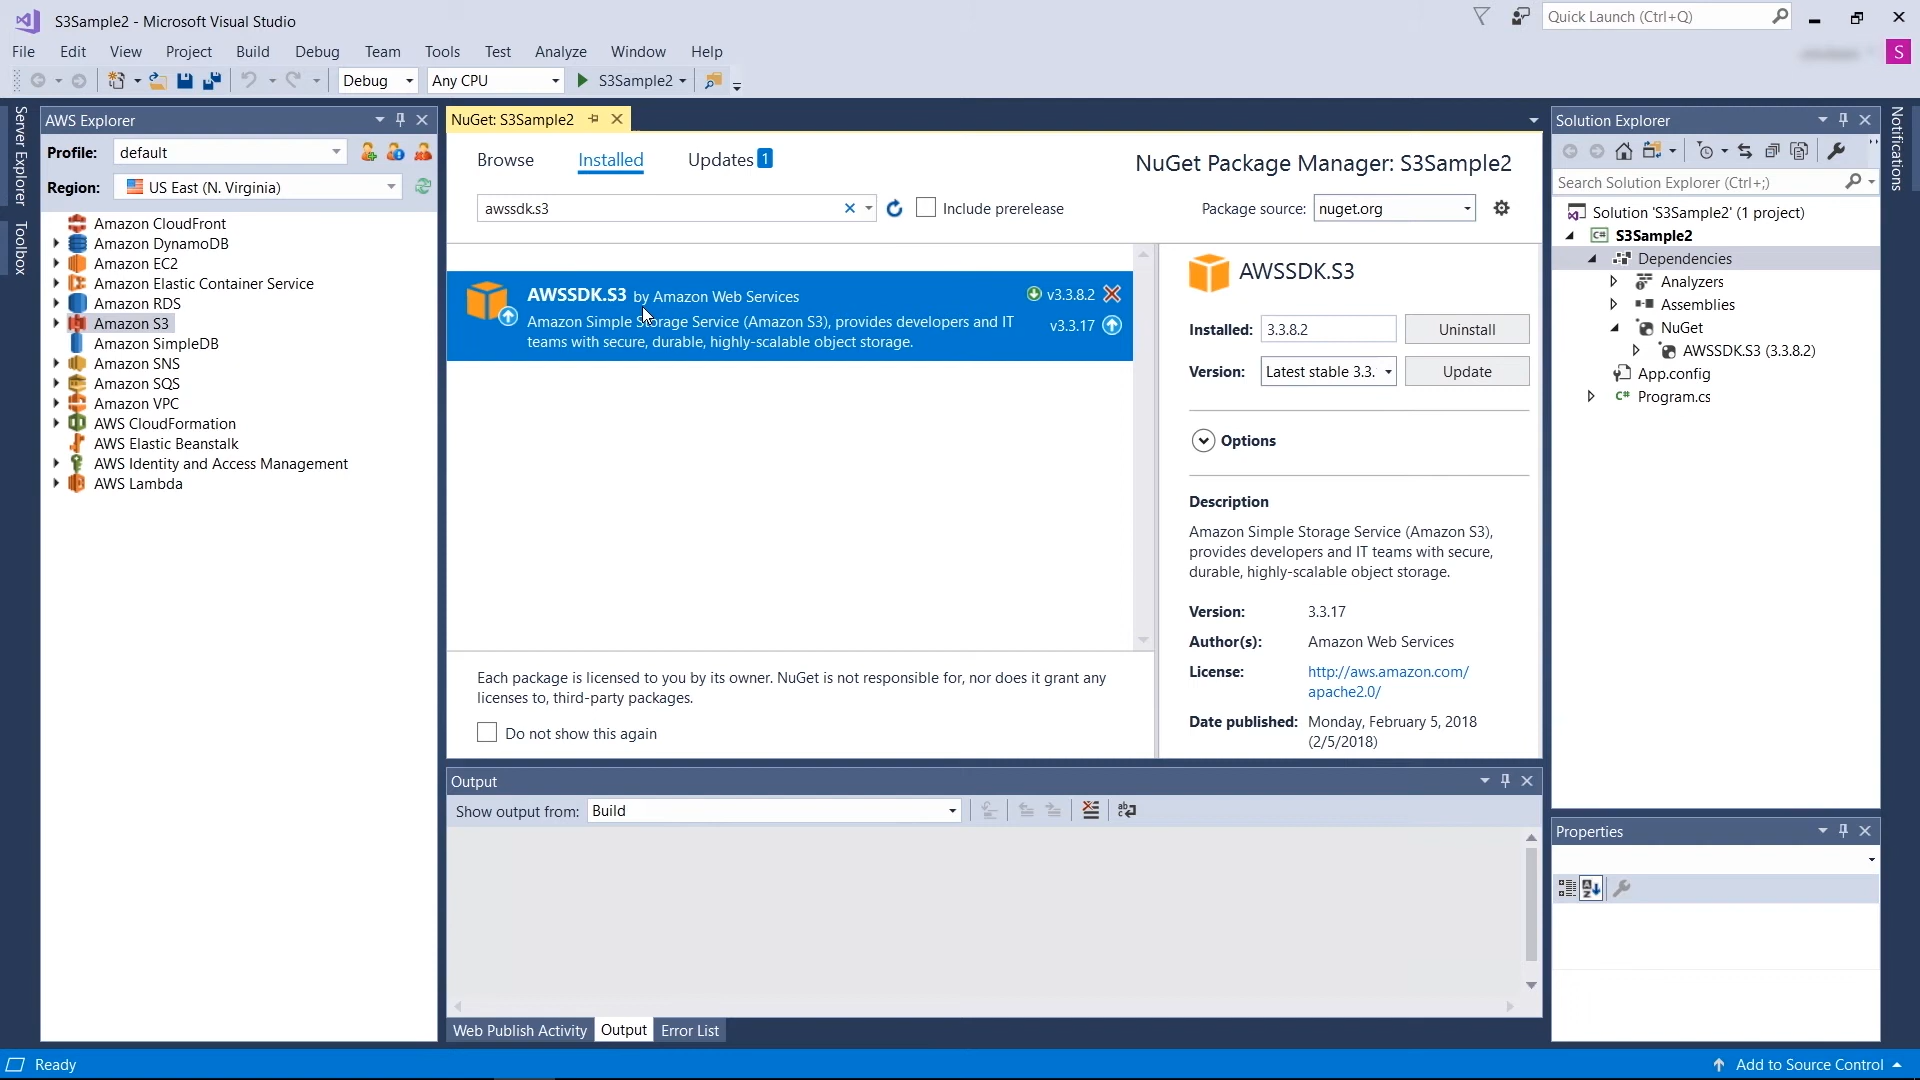 S3Sample2 - Microsoft Visual Studio
Quick Launch (Ctrl+Q)
File Edit View Project Build Debug Team Tools Test Analyze Window Help
S
Debug Any CPU S3Sample2
Server Explorer
Toolbox
AWS Explorer
Profile: default
Region: US East (N. Virginia)
Amazon CloudFront
Amazon DynamoDB
Amazon EC2
Amazon Elastic Container Service
Amazon RDS
Amazon S3
Amazon SimpleDB
Amazon SNS
Amazon SQS
Amazon VPC
AWS CloudFormation
AWS Elastic Beanstalk
AWS Identity and Access Management
AWS Lambda
NuGet: S3Sample2
Browse Installed Updates 1
NuGet Package Manager: S3Sample2
awssdk.s3
Include prerelease
Package source: nuget.org
AWSSDK.S3 by Amazon Web Services
v3.3.8.2
Amazon Simple Storage Service (Amazon S3), provides developers and IT
teams with secure, durable, highly-scalable object storage.
v3.3.17
Each package is licensed to you by its owner. NuGet is not responsible for, nor does it grant any
licenses to, third-party packages.
Do not show this again
AWSSDK.S3
Installed: 3.3.8.2 Uninstall
Version: Latest stable 3.3. Update
Options
Description
Amazon Simple Storage Service (Amazon S3),
provides developers and IT teams with secure,
durable, highly-scalable object storage.
Version: 3.3.17
Author(s): Amazon Web Services
License: http://aws.amazon.com/
apache2.0/
Date published: Monday, February 5, 2018
(2/5/2018)
Output
Show output from: Build
Web Publish Activity Output Error List
Solution Explorer
Search Solution Explorer (Ctrl+;)
Solution 'S3Sample2' (1 project)
C# S3Sample2
Dependencies
Analyzers
Assemblies
NuGet
AWSSDK.S3 (3.3.8.2)
App.config
C# Program.cs
Properties
Notifications
Ready
Add to Source Control